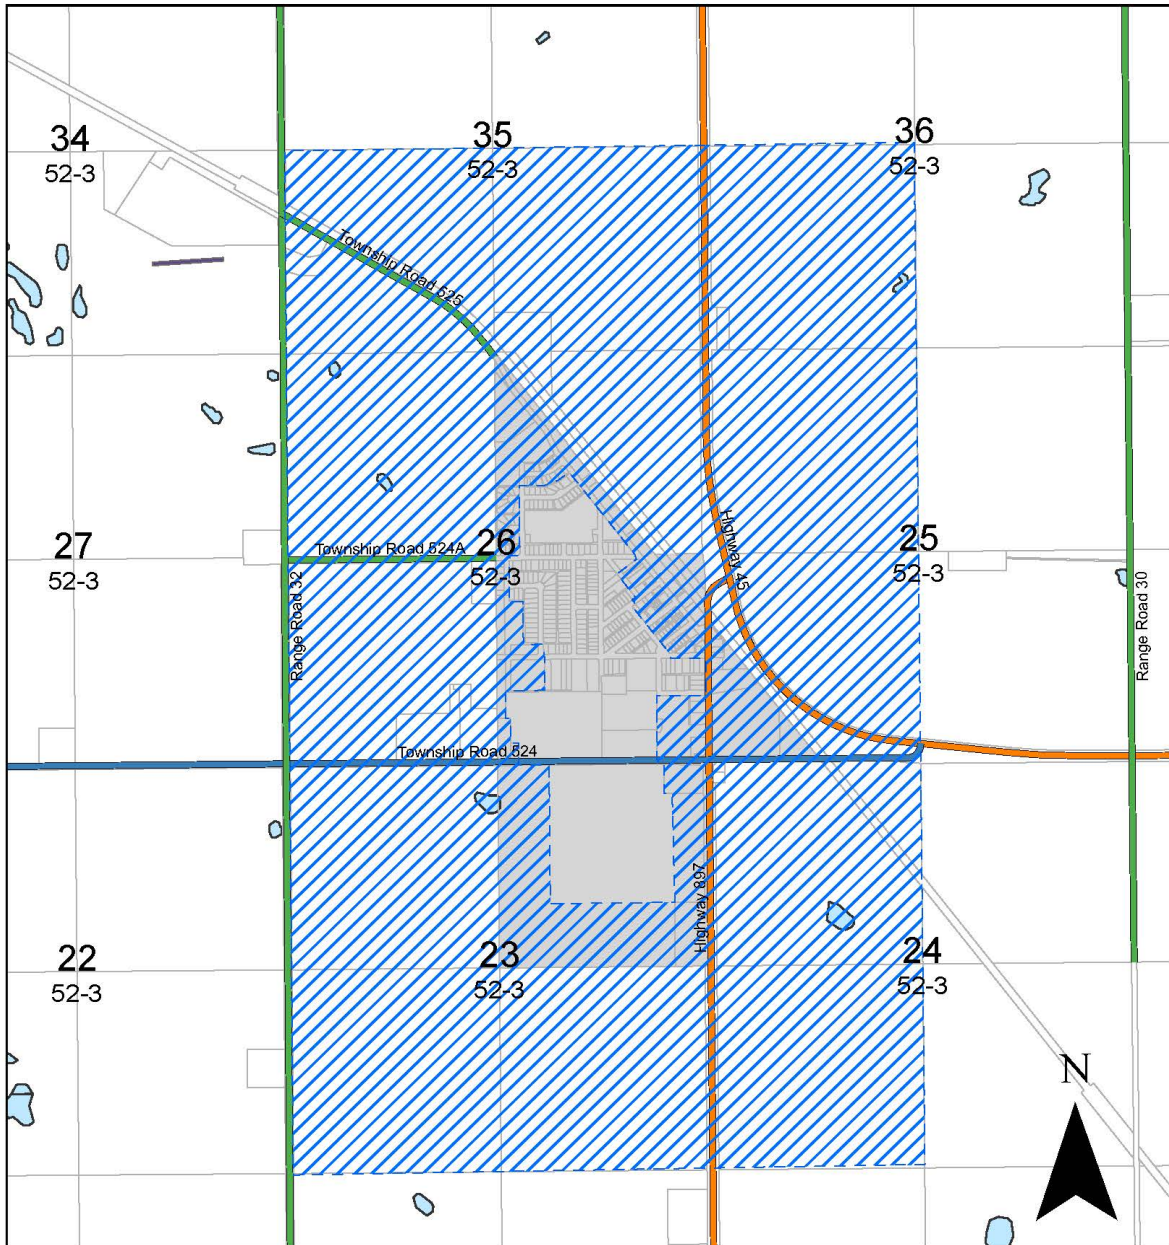 34
52-3
35
52-3
36
52-3
Township Road 525
27
52-3
Township Road 524A
26
52-3
Highway 45
25
52-3
Range Road 32
Range Road 30
Township Road 524
Highway 897
22
52-3
23
52-3
24
52-3
N